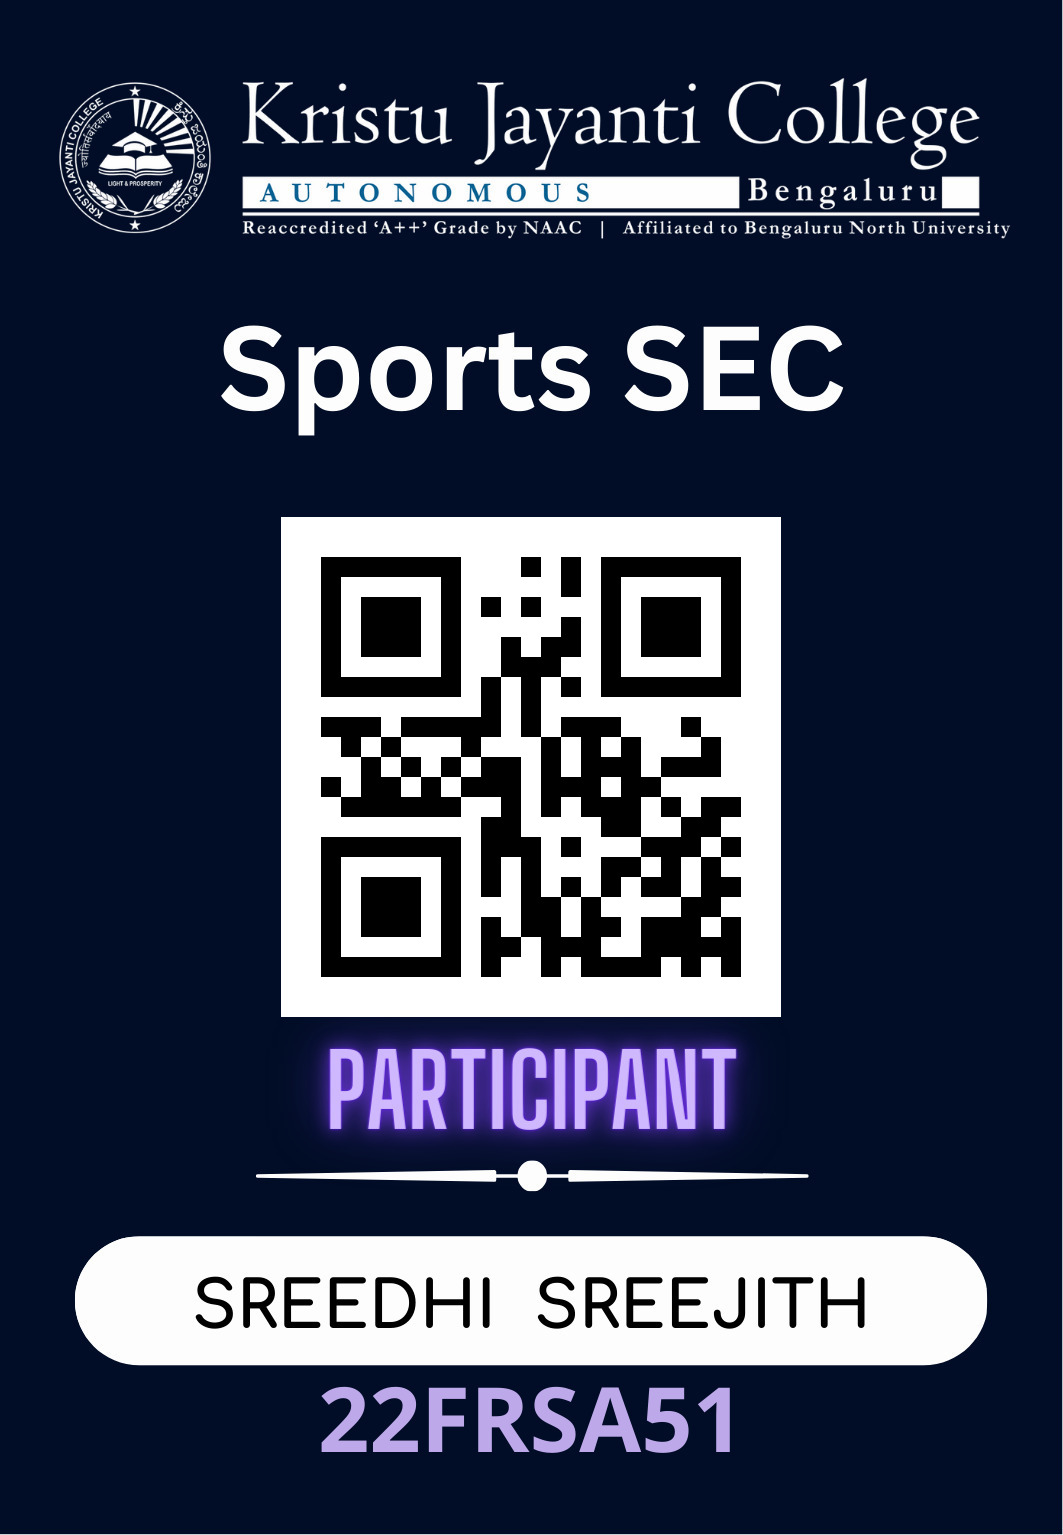 KRISTU JAYANTI COLLEGE
ಕ್ರಿಸ್ತು ಜಯಂತಿ ಕಾಲೇಜು
LIGHT & PROSPERITY
Kristu Jayanti College
AUTONOMOUS Bengaluru
Reaccredited ‘A++’ Grade by NAAC | Affiliated to Bengaluru North University
Sports SEC
PARTICIPANT
SREEDHI SREEJITH
22FRSA51